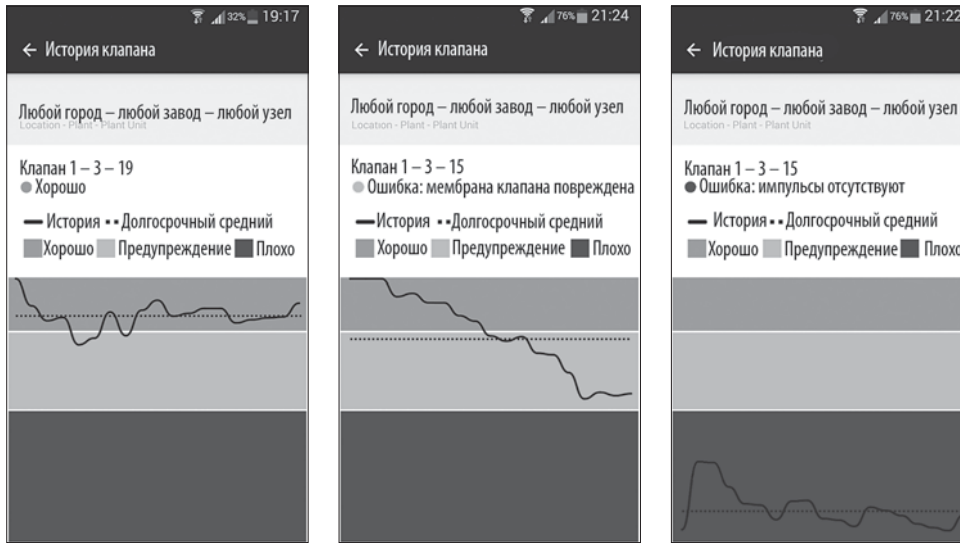 32% 19:17
← История клапана
Любой город – любой завод – любой узел
Location - Plant - Plant Unit
Клапан 1 – 3 – 19
Хорошо
История Долгосрочный средний
Хорошо Предупреждение Плохо
76% 21:24
← История клапана
Любой город – любой завод – любой узел
Location - Plant - Plant Unit
Клапан 1 – 3 – 15
Ошибка: мембрана клапана повреждена
История Долгосрочный средний
Хорошо Предупреждение Плохо
76% 21:22
← История клапана
Любой город – любой завод – любой узел
Location - Plant - Plant Unit
Клапан 1 – 3 – 15
Ошибка: импульсы отсутствуют
История Долгосрочный средний
Хорошо Предупреждение Плохо